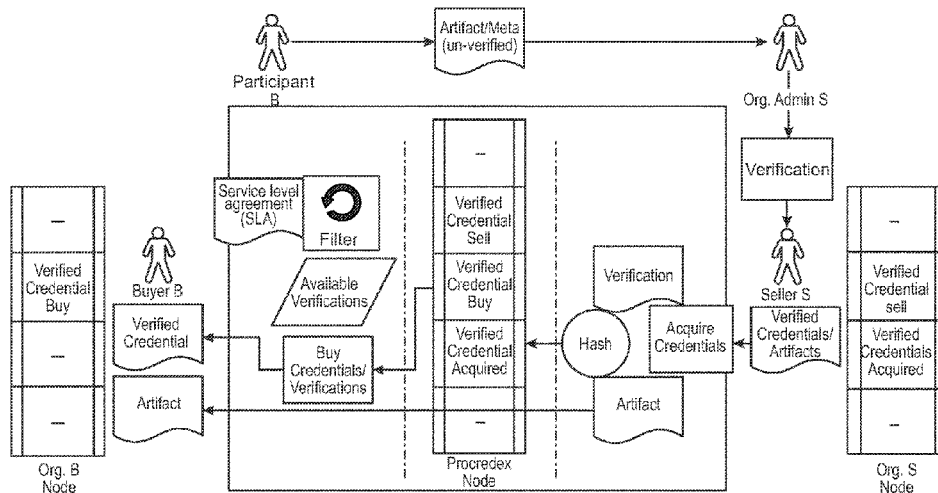 Artifact/Meta
(un-verified)
Participant
B
Org. Admin S
Verification
Service level
agreement
(SLA)
Filter
Available
Verifications
Buy
Credentials/
Verifications
–
Verified
Credential
Sell
Verified
Credential
Buy
Verified
Credential
Acquired
–
Procredex
Node
Verification
Hash
Acquire
Credentials
Artifact
Seller S
Verified
Credentials/
Artifacts
Buyer B
Verified
Credential
Artifact
–
Verified
Credential
Buy
–
–
Org. B
Node
–
Verified
Credential
sell
Verified
Credentials
Acquired
–
Org. S
Node